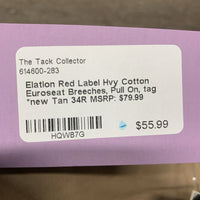 The Tack Collector
614600-283
Elation Red Label Hvy Cotton
Euroseat Breeches, Pull On, tag
*new Tan 34R MSRP: $79.99
HQWB7G
$55.99